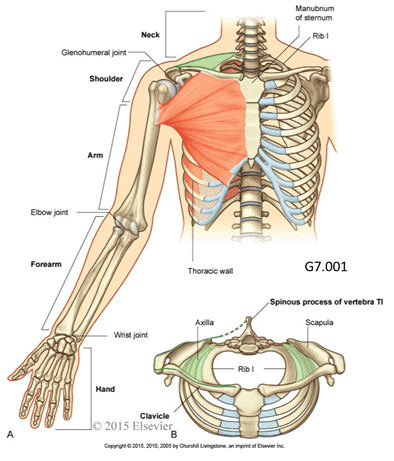 Neck
Manubrium
of sternum
Glenohumeral joint
Rib I
Shoulder
Arm
Elbow joint
Forearm
Thoracic wall
G7.001
Spinous process of vertebra TI
Axilla
Scapula
Wrist joint
Rib I
Hand
Clavicle
© 2015 Elsevier
A
B
Copyright © 2015, 2010, 2005 by Churchill Livingstone, an imprint of Elsevier Inc.